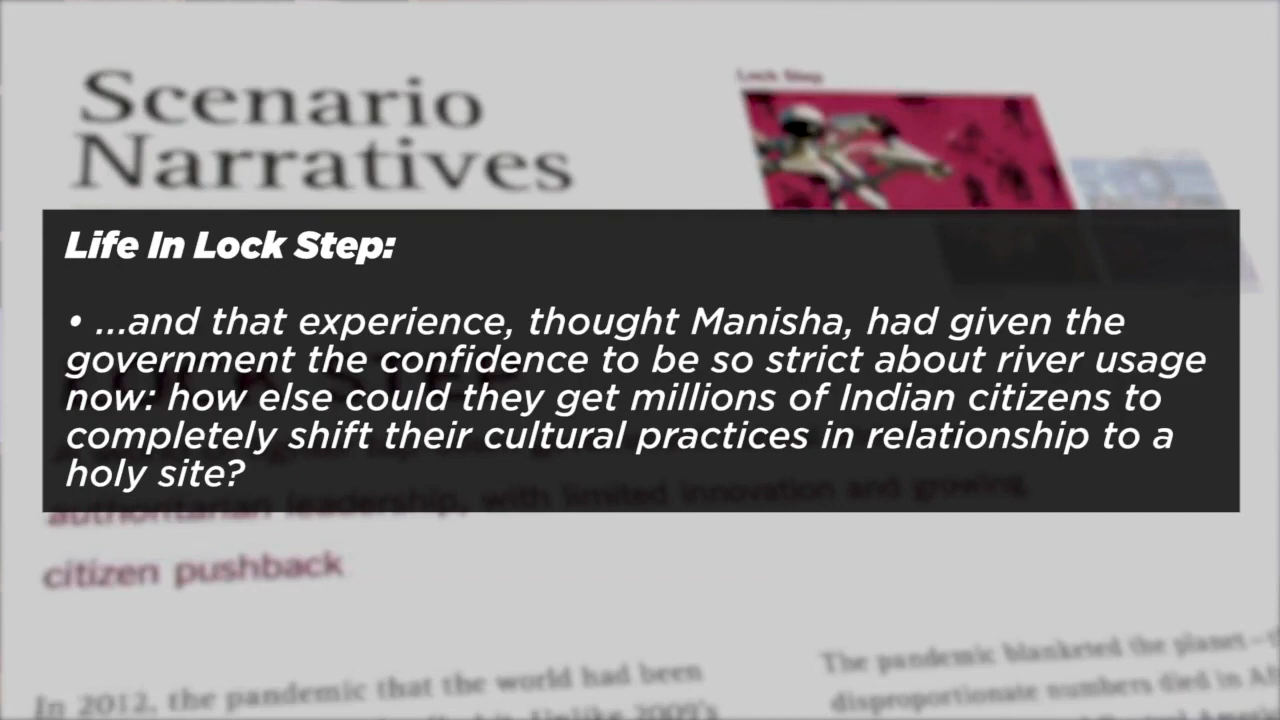 Scenario
Narratives
Lock Step
Life In Lock Step:
• ...and that experience, thought Manisha, had given the
government the confidence to be so strict about river usage
now: how else could they get millions of Indian citizens to
completely shift their cultural practices in relationship to a
holy site?
authoritarian leadership, with limited innovation and growing
citizen pushback
In 2012, the pandemic that the world had been
Unlike 2009's
The pandemic blanketed the planet—
disproportionate numbers died in